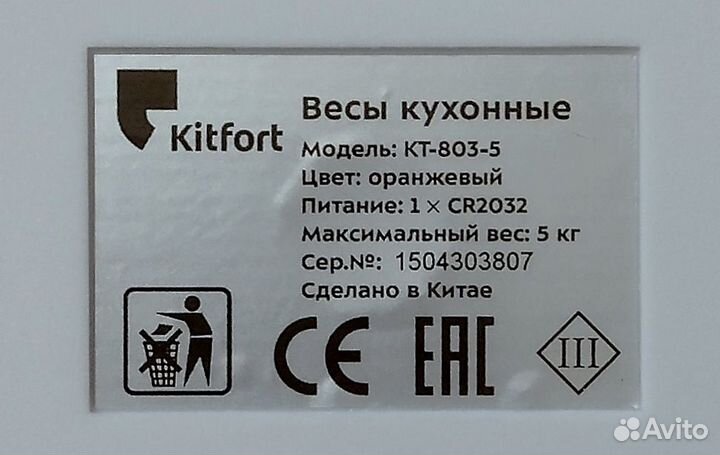 Kitfort
Весы кухонные
Модель: КТ-803-5
Цвет: оранжевый
Питание: 1 × CR2032
Максимальный вес: 5 кг
Сер.№: 1504303807
Сделано в Китае
CE
EAC
III
Avito